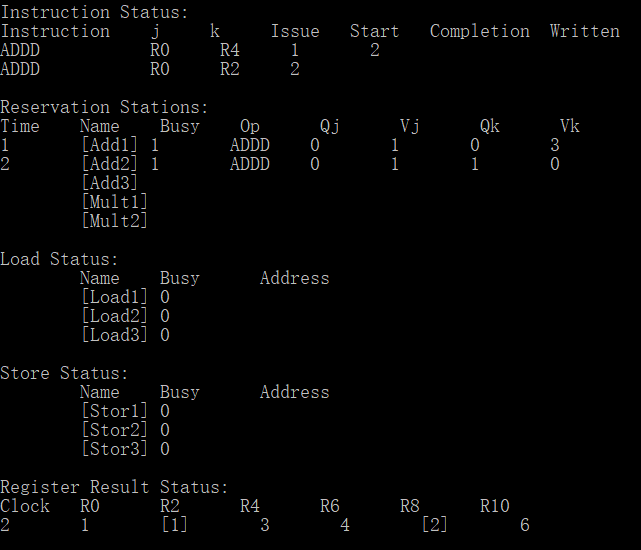 Instruction Status:
Instruction j k Issue Start Completion Written
ADDD R0 R4 1 2
ADDD R0 R2 2
Reservation Stations:
Time Name Busy Op Qj Vj Qk Vk
1 [Add1] 1 ADDD 0 1 0 3
2 [Add2] 1 ADDD 0 1 1 0
[Add3]
[Mult1]
[Mult2]
Load Status:
Name Busy Address
[Load1] 0
[Load2] 0
[Load3] 0
Store Status:
Name Busy Address
[Stor1] 0
[Stor2] 0
[Stor3] 0
Register Result Status:
Clock R0 R2 R4 R6 R8 R10
2 1 [1] 3 4 [2] 6